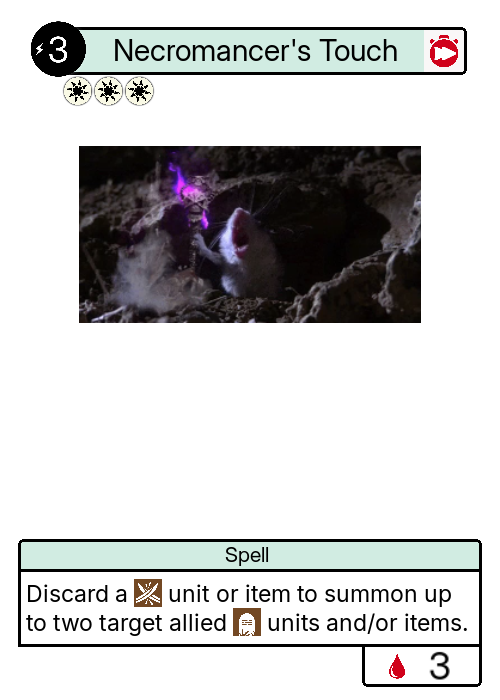 3 Necromancer's Touch
Spell
Discard a unit or item to summon up
to two target allied units and/or items.
3